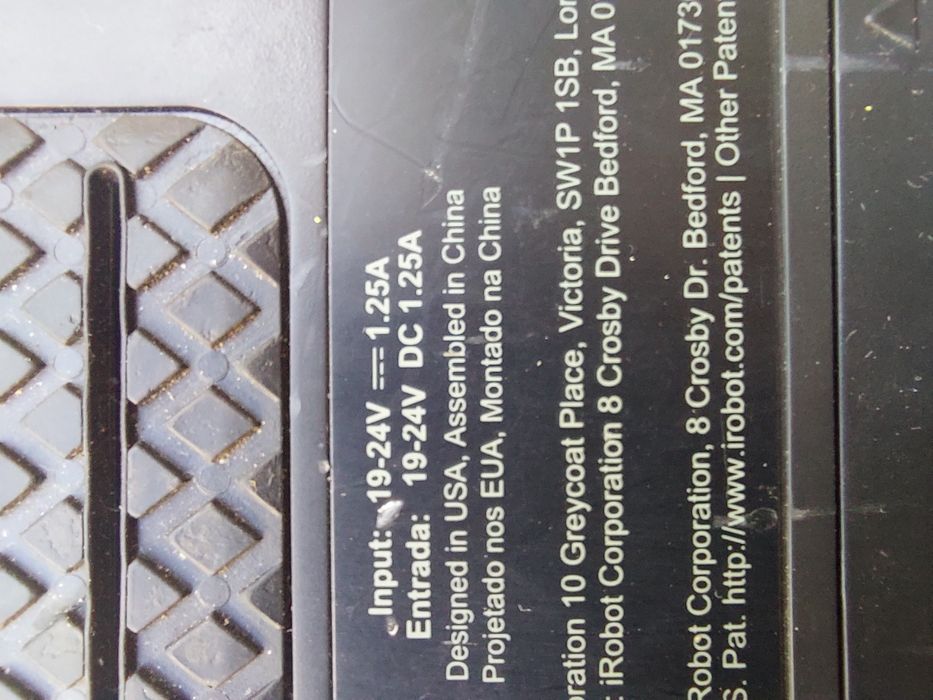 Input: 19-24V ⎓ 1.25A
Entrada: 19-24V DC 1.25A
Designed in USA, Assembled in China
Projetado nos EUA, Montado na China
10 Greycoat Place, Victoria, SW1P 1SB,
: iRobot Corporation 8 Crosby Drive Bedford, MA
Robot Corporation, 8 Crosby Dr. Bedford, MA 0173
S. Pat. http://www.irobot.com/patents | Other